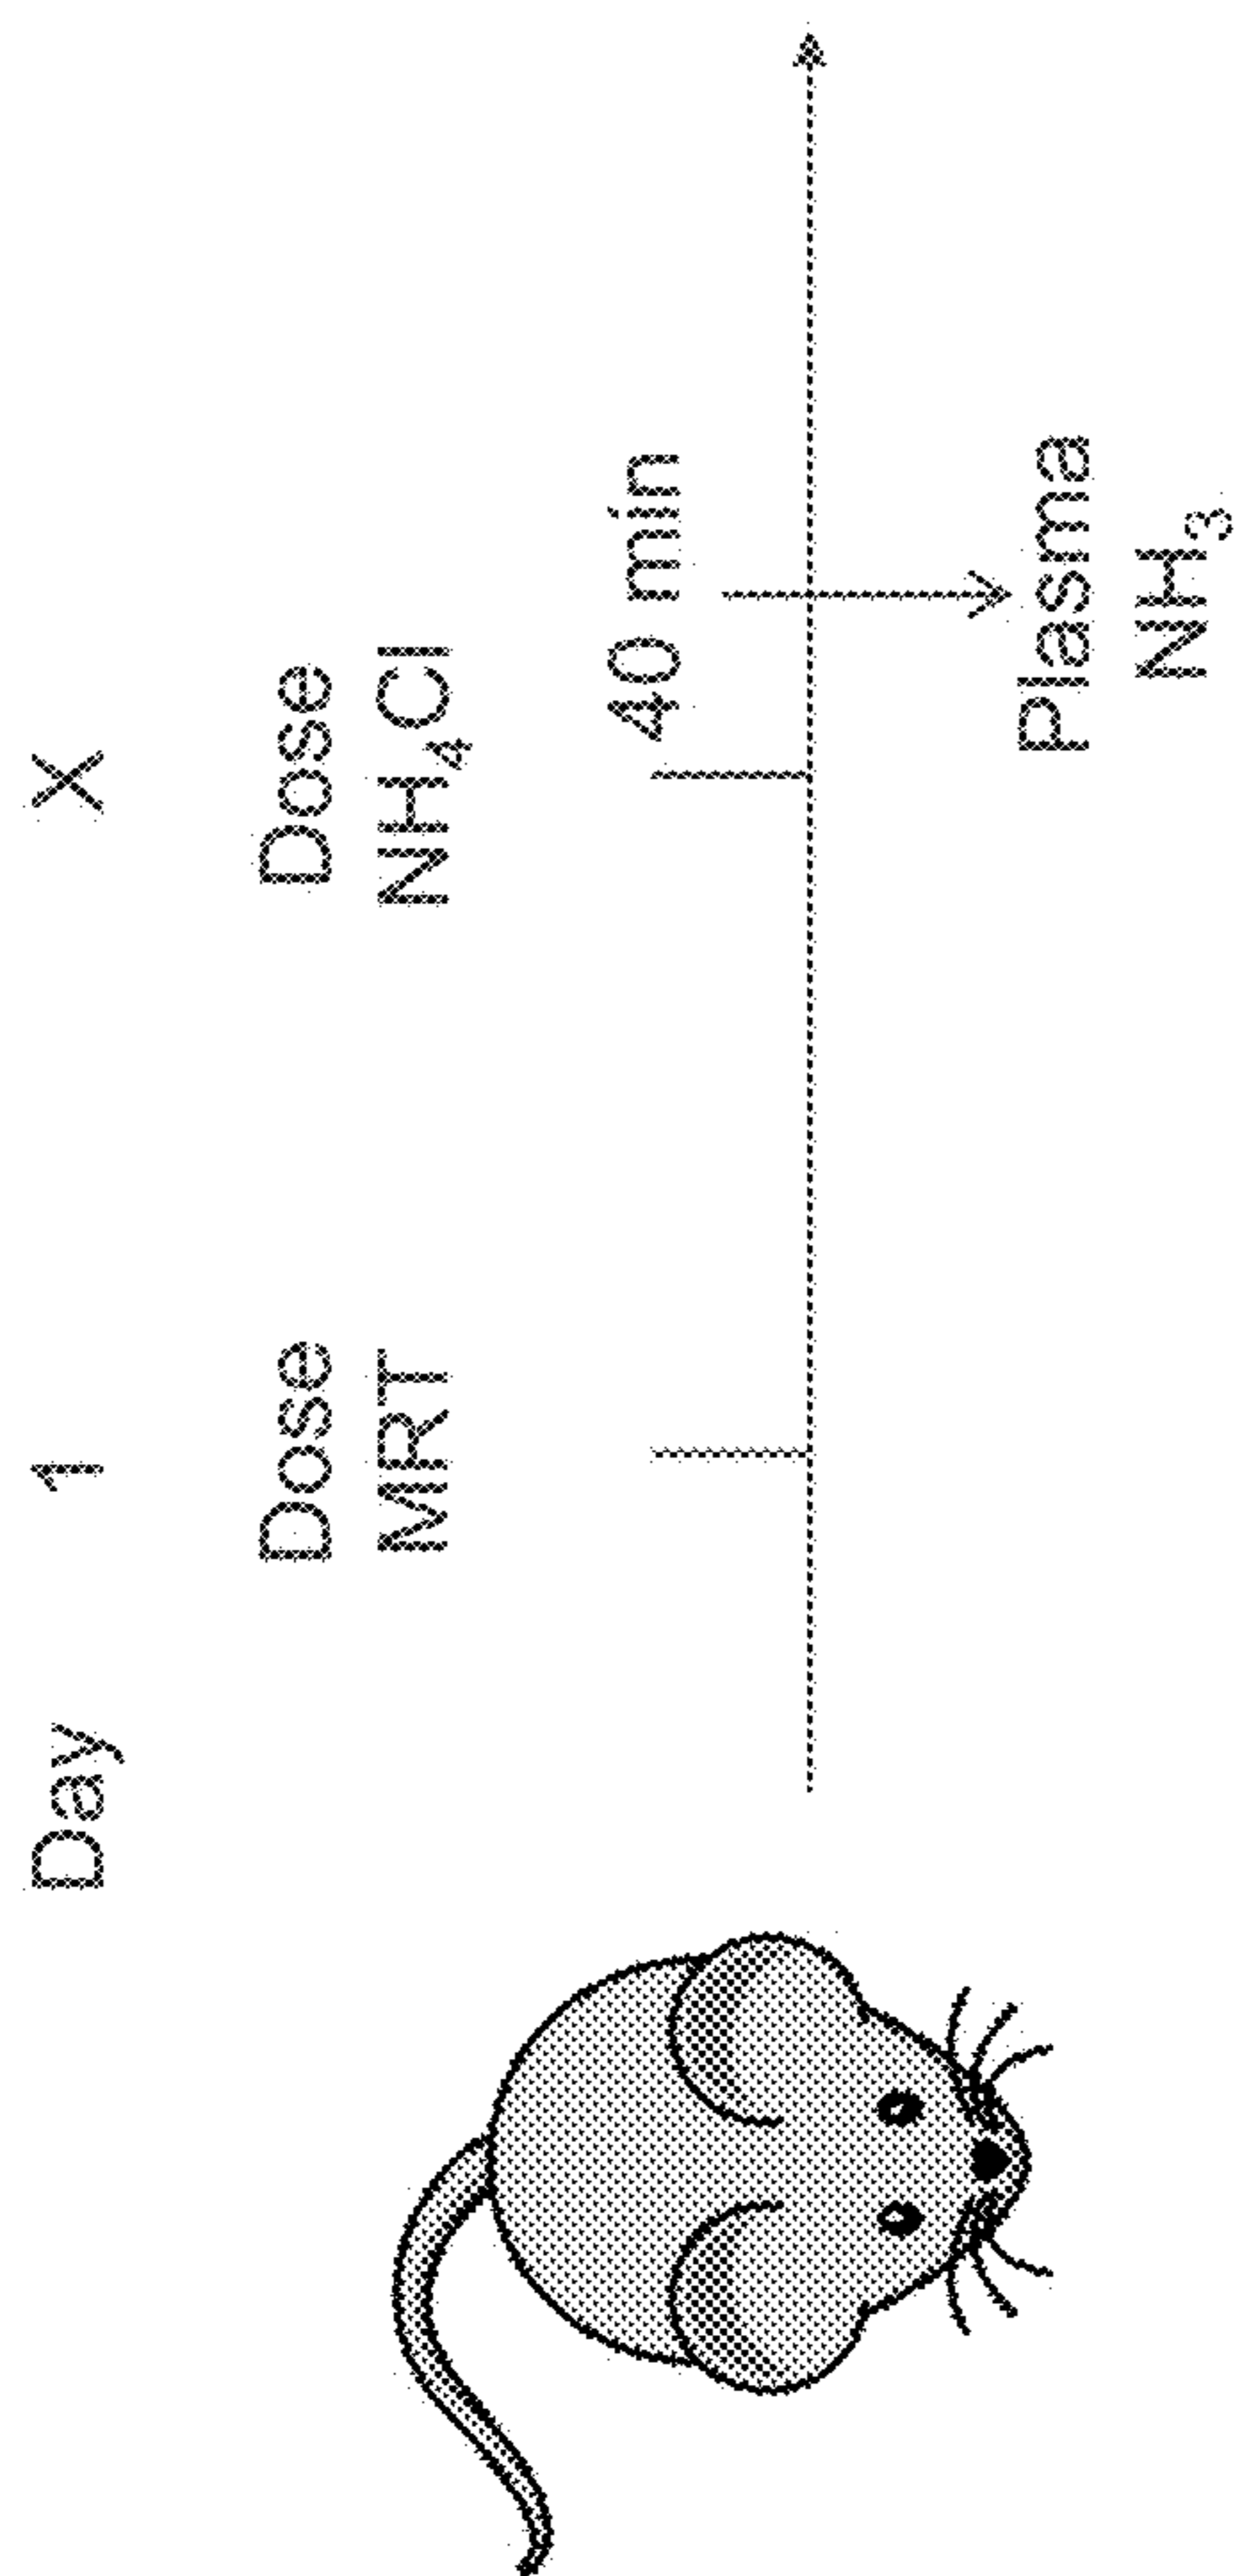 Day 1 X
Dose
MRT
Dose
NH₄Cl
40 min
Plasma
NH₃